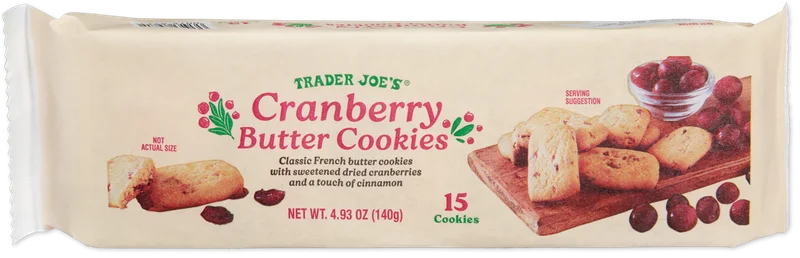 TRADER JOE'S®
Cranberry
Butter Cookies
Classic French butter cookies
with sweetened dried cranberries
and a touch of cinnamon
NOT
ACTUAL SIZE
SERVING
SUGGESTION
NET WT. 4.93 OZ (140g)
15
Cookies